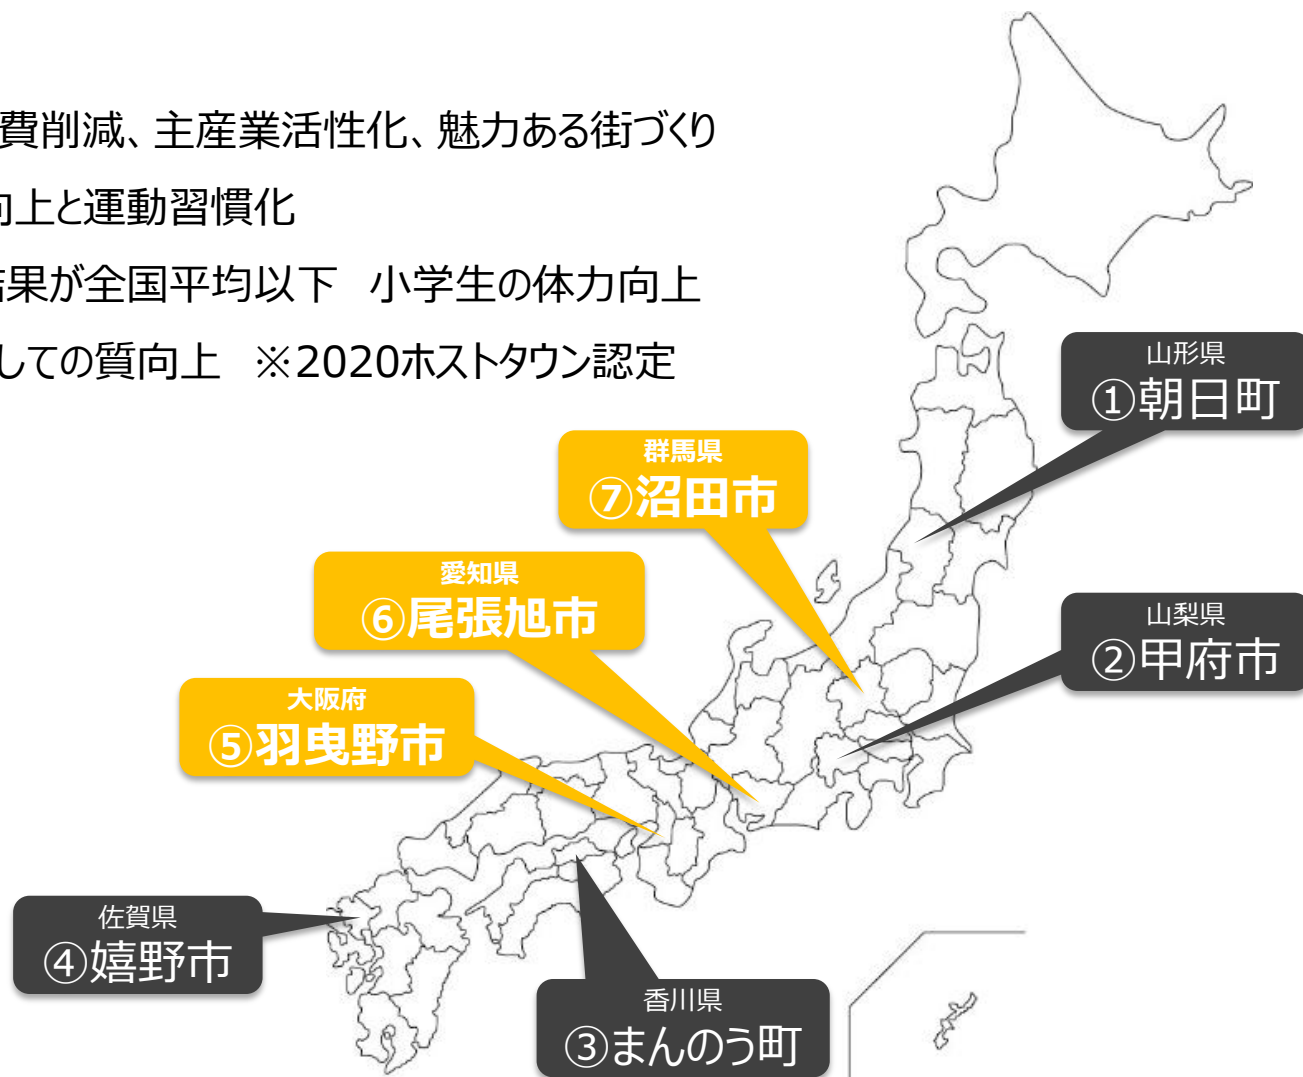 費削減、主産業活性化、魅力ある街づくり
向上と運動習慣化
結果が全国平均以下　小学生の体力向上
しての質向上　※2020ホストタウン認定
山形県
①朝日町
群馬県
⑦沼田市
愛知県
⑥尾張旭市
山梨県
②甲府市
大阪府
⑤羽曳野市
佐賀県
④嬉野市
香川県
③まんのう町